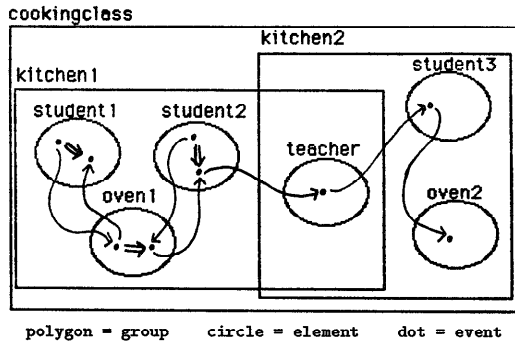 cookingclass
kitchen2
kitchen1
student3
student1
student2
teacher
oven1
oven2
polygon = group circle = element dot = event